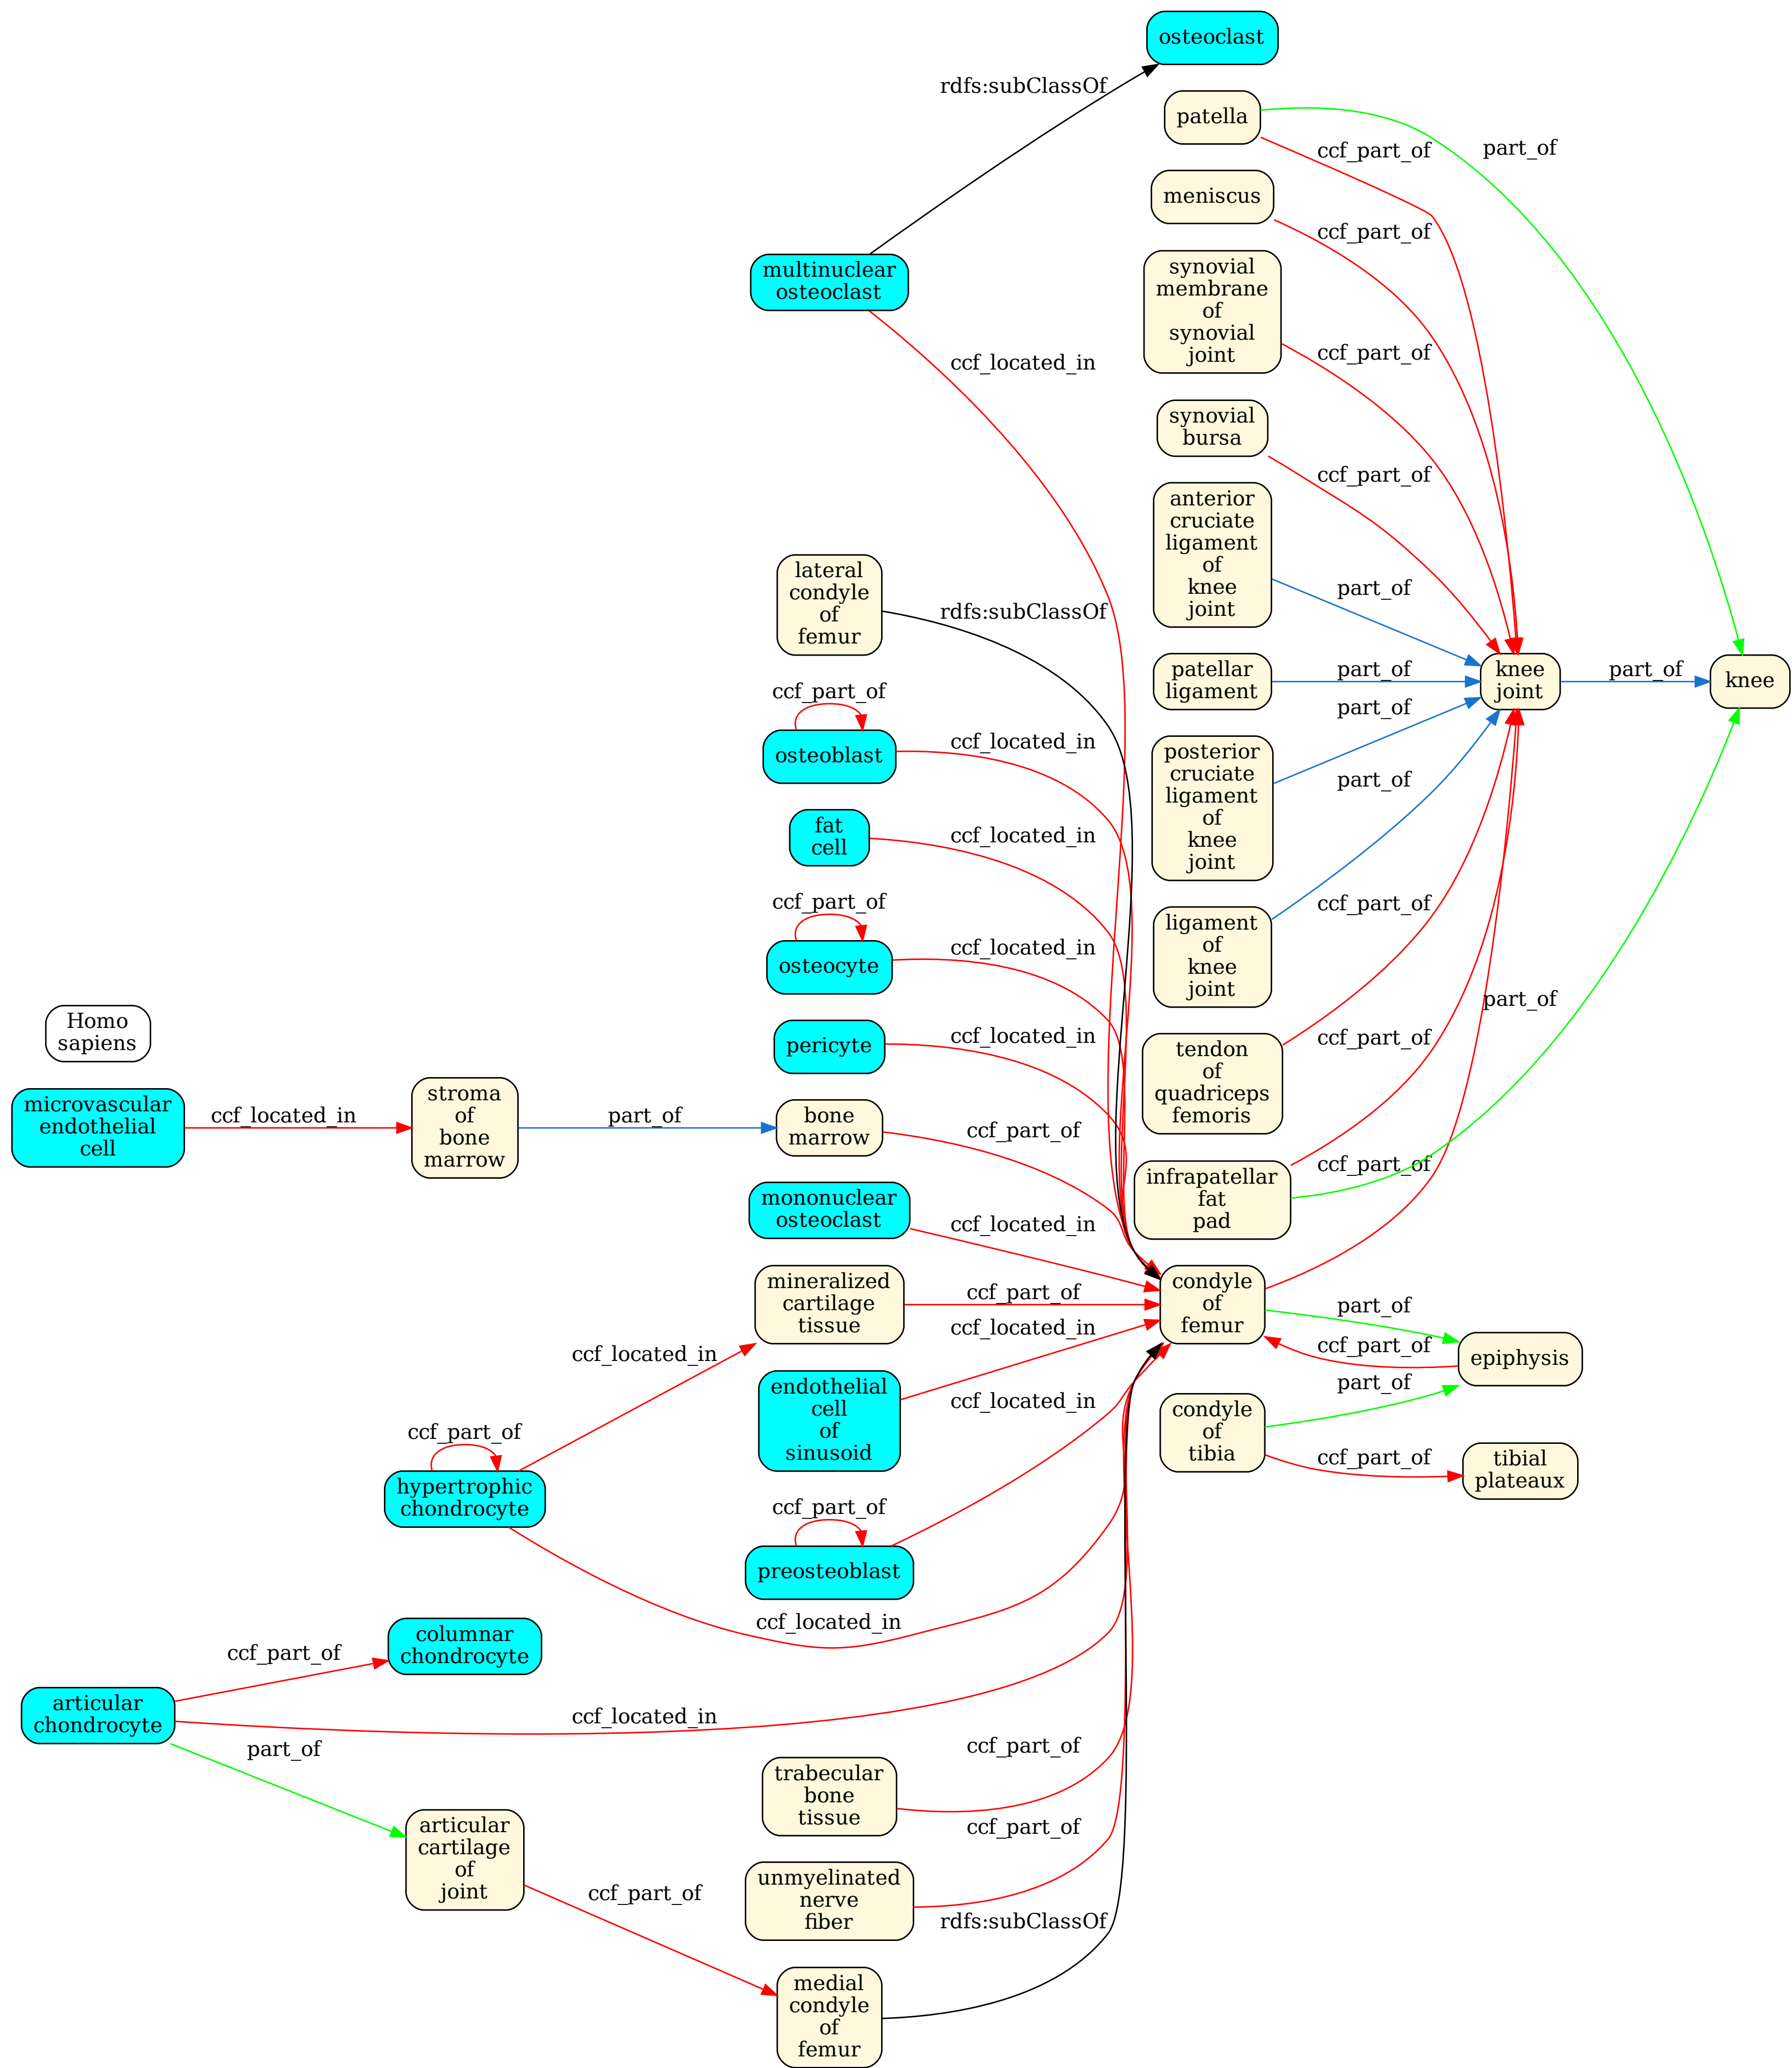 osteoclast
rdfs:subClassOf
patella
part_of
ccf_part_of
meniscus
ccf_part_of
multinuclear
osteoclast
synovial
membrane
of
synovial
joint
ccf_part_of
ccf_located_in
synovial
bursa
ccf_part_of
anterior
cruciate
ligament
of
knee
joint
part_of
lateral
condyle
of
femur
rdfs:subClassOf
patellar
ligament
part_of
knee
joint
part_of
knee
ccf_part_of
osteoblast
ccf_located_in
part_of
posterior
cruciate
ligament
of
knee
joint
part_of
fat
cell
ccf_located_in
ccf_part_of
osteocyte
ccf_located_in
ccf_part_of
ligament
of
knee
joint
part_of
Homo
sapiens
pericyte
ccf_located_in
ccf_part_of
tendon
of
quadriceps
femoris
microvascular
endothelial
cell
ccf_located_in
stroma
of
bone
marrow
part_of
bone
marrow
ccf_part_of
ccf_part_of
infrapatellar
fat
pad
mononuclear
osteoclast
ccf_located_in
mineralized
cartilage
tissue
ccf_part_of
condyle
of
femur
part_of
ccf_located_in
ccf_located_in
ccf_part_of
epiphysis
part_of
endothelial
cell
of
sinusoid
ccf_located_in
condyle
of
tibia
ccf_part_of
tibial
plateaux
ccf_part_of
hypertrophic
chondrocyte
ccf_part_of
preosteoblast
ccf_located_in
columnar
chondrocyte
ccf_part_of
articular
chondrocyte
ccf_located_in
part_of
ccf_part_of
trabecular
bone
tissue
ccf_part_of
articular
cartilage
of
joint
ccf_part_of
unmyelinated
nerve
fiber
rdfs:subClassOf
medial
condyle
of
femur